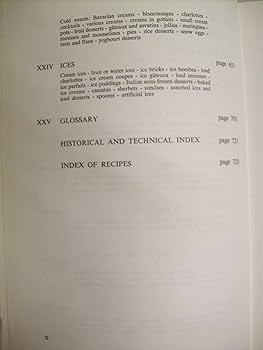 Cold sweets: Bavarian creams - blancmanges - charlottes -
cocktails - various creams - creams in goblets - small cream
pots - fruit desserts - gâteaux and savarins - jellies - meringues -
mousses and mousselines - pies - rice desserts - snow eggs -
tarts and flans - yoghourt desserts
XXIV ICES page 651
Cream ices - fruit or water ices - ice bricks - ice bombes - iced
charlottes - ice cream coupes - ice gâteaux - iced mousses -
ice parfaits - ice puddings - Italian semi-frozen desserts - baked
ice creams - cassatas - sherbets - sundaes - assorted ices and
iced desserts - spooms - artificial ices
XXV GLOSSARY page 701
HISTORICAL AND TECHNICAL INDEX page 721
INDEX OF RECIPES page 725
X